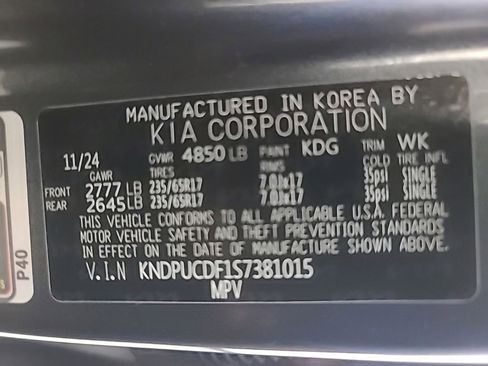 MANUFACTURED IN KOREA BY
KIA CORPORATION
11/24 GVWR 4850 LB PAINT KDG TRIM WK
GAWR TIRES RIMS COLD TIRE INFL
FRONT 2777 LB 235/65R17 7.0Jx17 35psi SINGLE
REAR 2645 LB 235/65R17 7.0Jx17 35psi SINGLE
THIS VEHICLE CONFORMS TO ALL APPLICABLE U.S.A. FEDERAL
MOTOR VEHICLE SAFETY AND THEFT PREVENTION STANDARDS
IN EFFECT ON THE DATE OF MANUFACTURE SHOWN ABOVE.
V.I.N KNDPUCDF1S7381015
MPV
P40